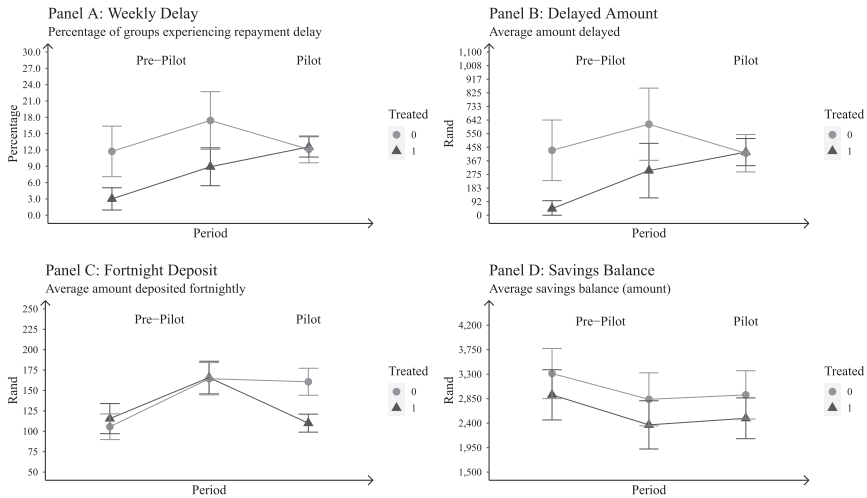 Panel A: Weekly Delay
Percentage of groups experiencing repayment delay
30.0
27.0
24.0
21.0
18.0
15.0
12.0
9.0
6.0
3.0
0.0
Percentage
Pre−Pilot
Pilot
Period
Treated
0
1
Panel B: Delayed Amount
Average amount delayed
1,100
1,008
917
825
733
642
550
458
367
275
183
92
0
Rand
Pre−Pilot
Pilot
Period
Treated
0
1
Panel C: Fortnight Deposit
Average amount deposited fortnightly
250
225
200
175
150
125
100
75
50
Rand
Pre−Pilot
Pilot
Period
Treated
0
1
Panel D: Savings Balance
Average savings balance (amount)
4,200
3,750
3,300
2,850
2,400
1,950
1,500
Rand
Pre−Pilot
Pilot
Period
Treated
0
1